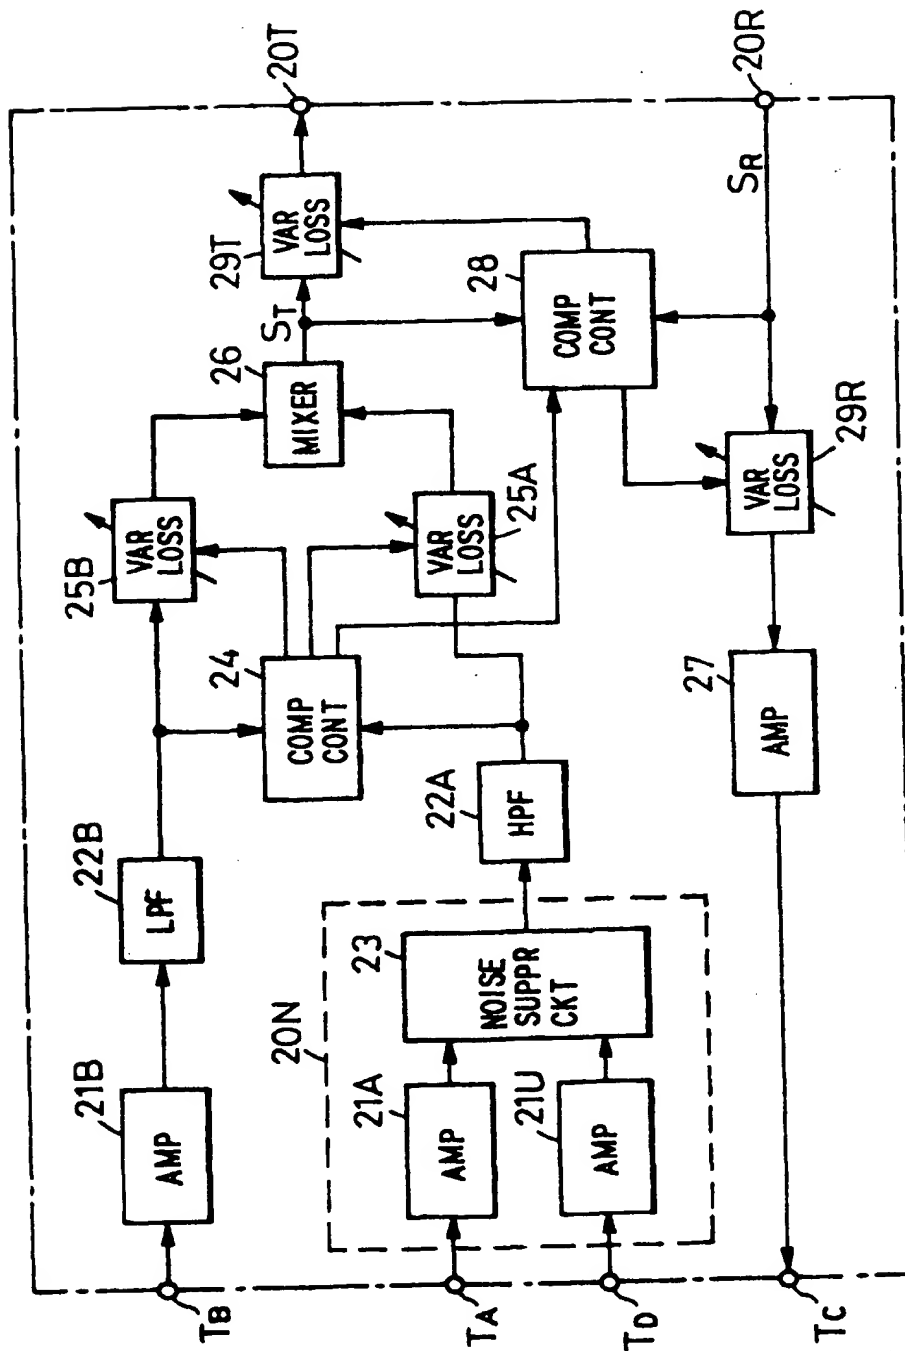 21B
AMP
TB
22B
LPF
25B
VAR
LOSS
26
MIXER
ST
29T
VAR
LOSS
20T
24
COMP
CONT
25A
VAR
LOSS
28
COMP
CONT
20N
21A
AMP
TA
21U
AMP
TD
23
NOISE
SUPPR
CKT
22A
HPF
27
AMP
TC
29R
VAR
LOSS
SR
20R